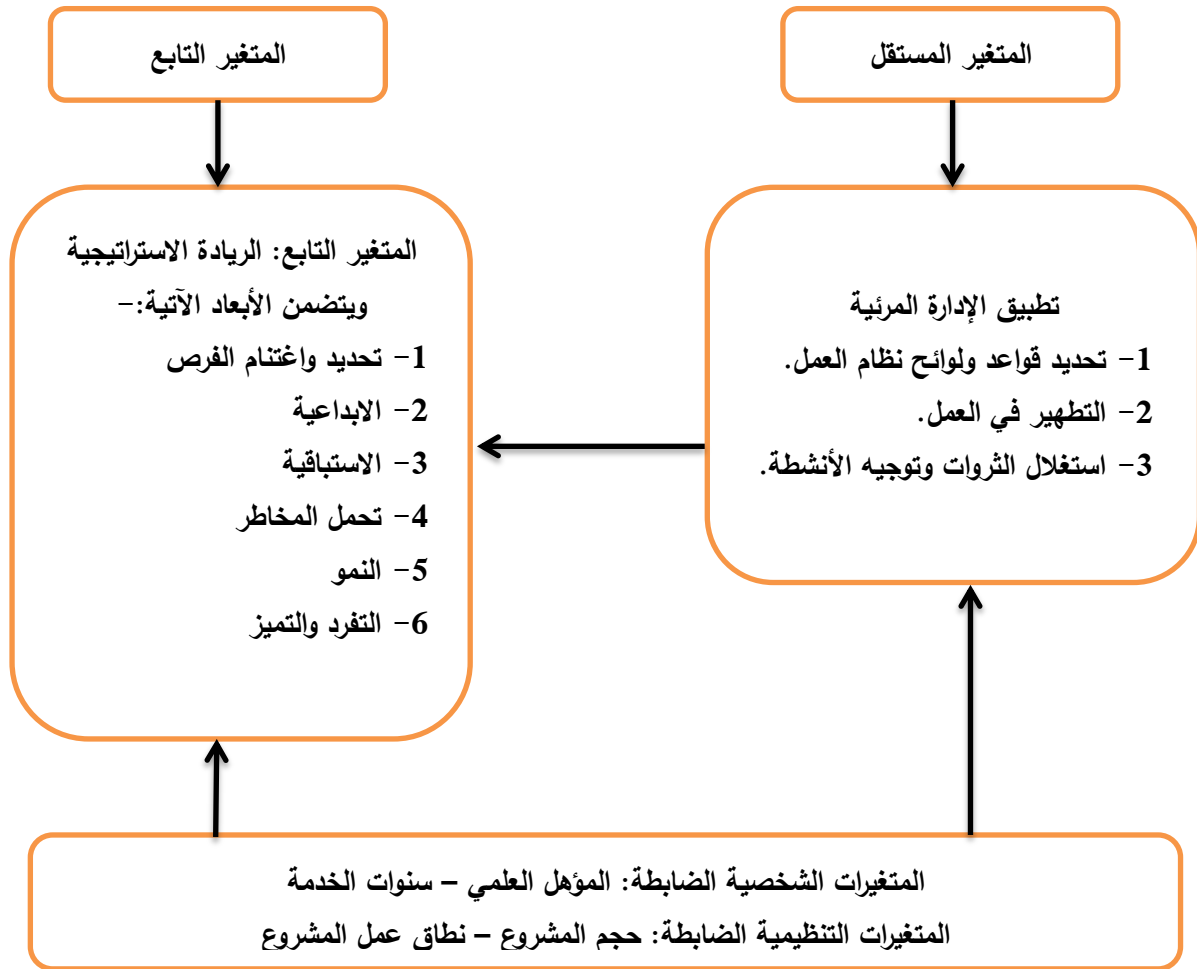 المتغير المستقل
المتغير التابع
تطبيق الإدارة المرئية
1- تحديد قواعد ولوائح نظام العمل.
2- التطهير في العمل.
3- استغلال الثروات وتوجيه الأنشطة.
المتغير التابع: الريادة الاستراتيجية
ويتضمن الأبعاد الآتية:-
1- تحديد واغتنام الفرص
2- الابداعية
3- الاستباقية
4- تحمل المخاطر
5- النمو
6- التفرد والتميز
المتغيرات الشخصية الضابطة: المؤهل العلمي – سنوات الخدمة
المتغيرات التنظيمية الضابطة: حجم المشروع – نطاق عمل المشروع